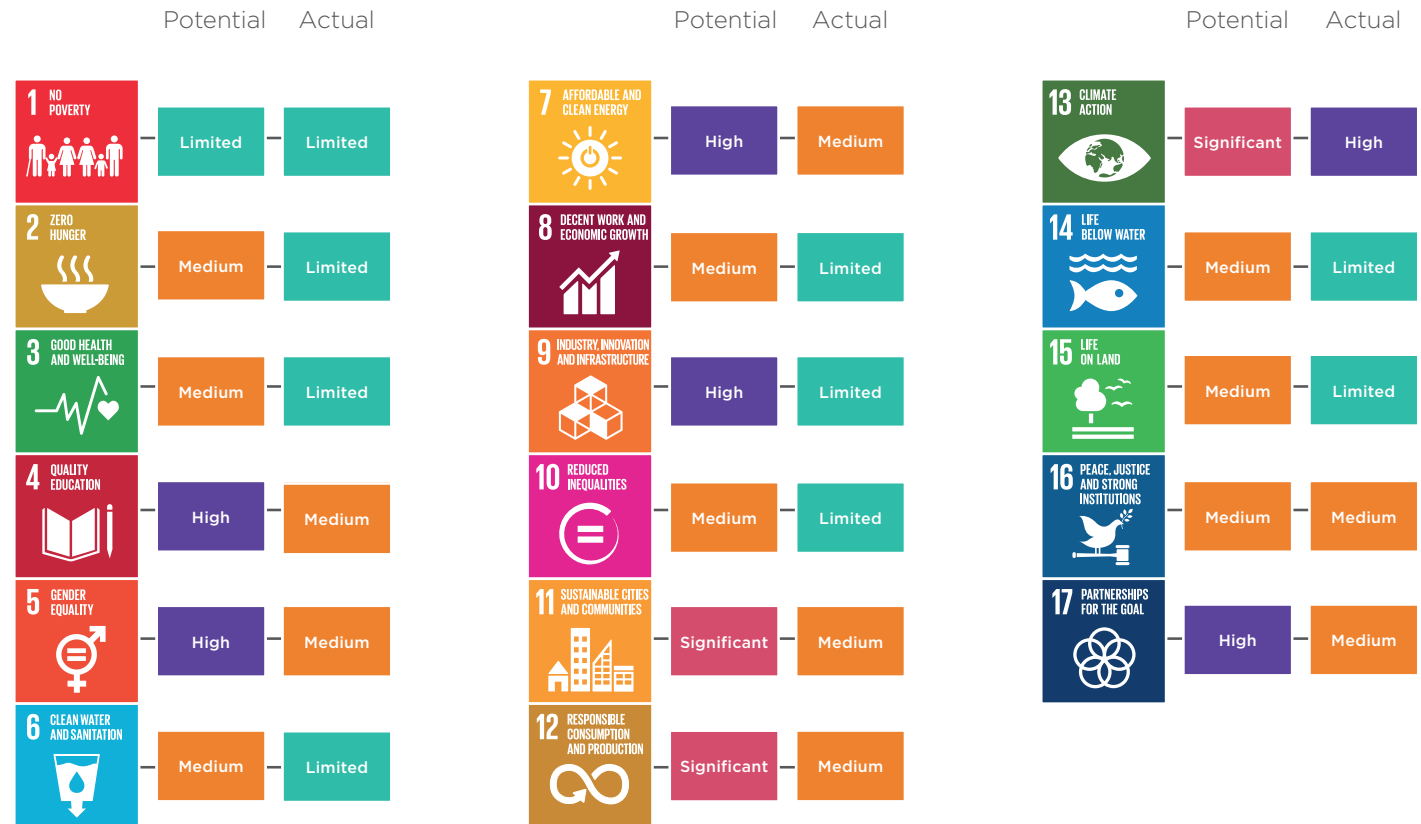 Potential Actual
1 NO
POVERTY
Limited Limited
2 ZERO
HUNGER
Medium Limited
3 GOOD HEALTH
AND WELL-BEING
Medium Limited
4 QUALITY
EDUCATION
High Medium
5 GENDER
EQUALITY
High Medium
6 CLEAN WATER
AND SANITATION
Medium Limited
Potential Actual
7 AFFORDABLE AND
CLEAN ENERGY
High Medium
8 DECENT WORK AND
ECONOMIC GROWTH
Medium Limited
9 INDUSTRY, INNOVATION
AND INFRASTRUCTURE
High Limited
10 REDUCED
INEQUALITIES
Medium Limited
11 SUSTAINABLE CITIES
AND COMMUNITIES
Significant Medium
12 RESPONSIBLE
CONSUMPTION
AND PRODUCTION
Significant Medium
Potential Actual
13 CLIMATE
ACTION
Significant High
14 LIFE
BELOW WATER
Medium Limited
15 LIFE
ON LAND
Medium Limited
16 PEACE, JUSTICE
AND STRONG
INSTITUTIONS
Medium Medium
17 PARTNERSHIPS
FOR THE GOAL
High Medium